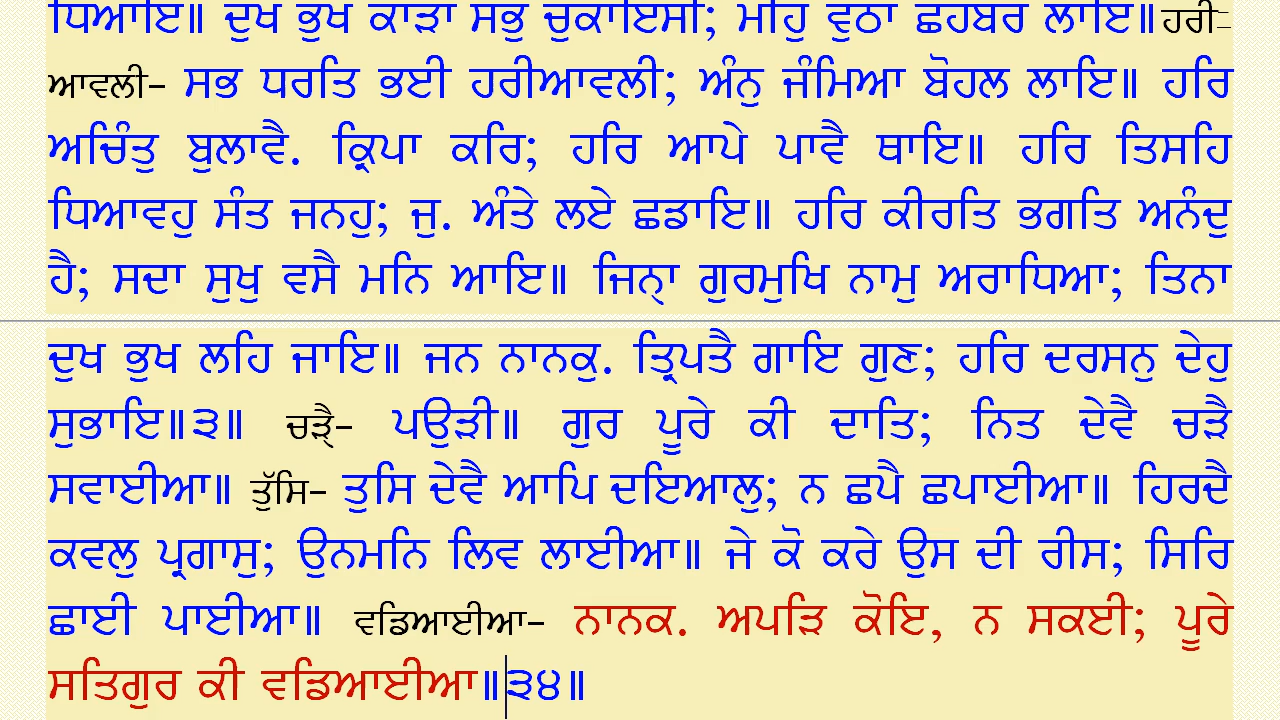 ਧਿਆਇ॥ ਦੁਖ ਭੁਖ ਕਾੜਾ ਸਭੁ ਚੁਕਾਇਸੀ; ਮੀਹੁ ਵੁਠਾ ਛਹਬਰ ਲਾਇ॥ ਹਰੀ-
ਆਵਲੀ– ਸਭ ਧਰਤਿ ਭਈ ਹਰੀਆਵਲੀ; ਅੰਨੁ ਜੰਮਿਆ ਬੋਹਲ ਲਾਇ॥ ਹਰਿ
ਅਚਿੰਤੁ ਬੁਲਾਵੈ. ਕ੍ਰਿਪਾ ਕਰਿ; ਹਰਿ ਆਪੇ ਪਾਵੈ ਥਾਇ॥ ਹਰਿ ਤਿਸਹਿ
ਧਿਆਵਹੁ ਸੰਤ ਜਨਹੁ; ਜੁ. ਅੰਤੇ ਲਏ ਛਡਾਇ॥ ਹਰਿ ਕੀਰਤਿ ਭਗਤਿ ਅਨੰਦੁ
ਹੈ; ਸਦਾ ਸੁਖੁ ਵਸੈ ਮਨਿ ਆਇ॥ ਜਿਨ੍ਹਾ ਗੁਰਮੁਖਿ ਨਾਮੁ ਅਰਾਧਿਆ; ਤਿਨਾ
ਦੁਖ ਭੁਖ ਲਹਿ ਜਾਇ॥ ਜਨ ਨਾਨਕੁ. ਤ੍ਰਿਪਤੈ ਗਾਇ ਗੁਣ; ਹਰਿ ਦਰਸਨੁ ਦੇਹੁ
ਸੁਭਾਇ॥੩॥ ਚੜੑੈ– ਪਉੜੀ॥ ਗੁਰ ਪੂਰੇ ਕੀ ਦਾਤਿ; ਨਿਤ ਦੇਵੈ ਚੜੈ
ਸਵਾਈਆ॥ ਤੁੱਸਿ– ਤੁਸਿ ਦੇਵੈ ਆਪਿ ਦਇਆਲੁ; ਨ ਛਪੈ ਛਪਾਈਆ॥ ਹਿਰਦੈ
ਕਵਲੁ ਪ੍ਰਗਾਸੁ; ਉਨਮਨਿ ਲਿਵ ਲਾਈਆ॥ ਜੇ ਕੋ ਕਰੇ ਉਸ ਦੀ ਰੀਸ; ਸਿਰਿ
ਛਾਈ ਪਾਈਆ॥ ਵਡਿਆਈਆ– ਨਾਨਕ. ਅਪੜਿ ਕੋਇ, ਨ ਸਕਈ; ਪੂਰੇ
ਸਤਿਗੁਰ ਕੀ ਵਡਿਆਈਆ॥੩੪॥